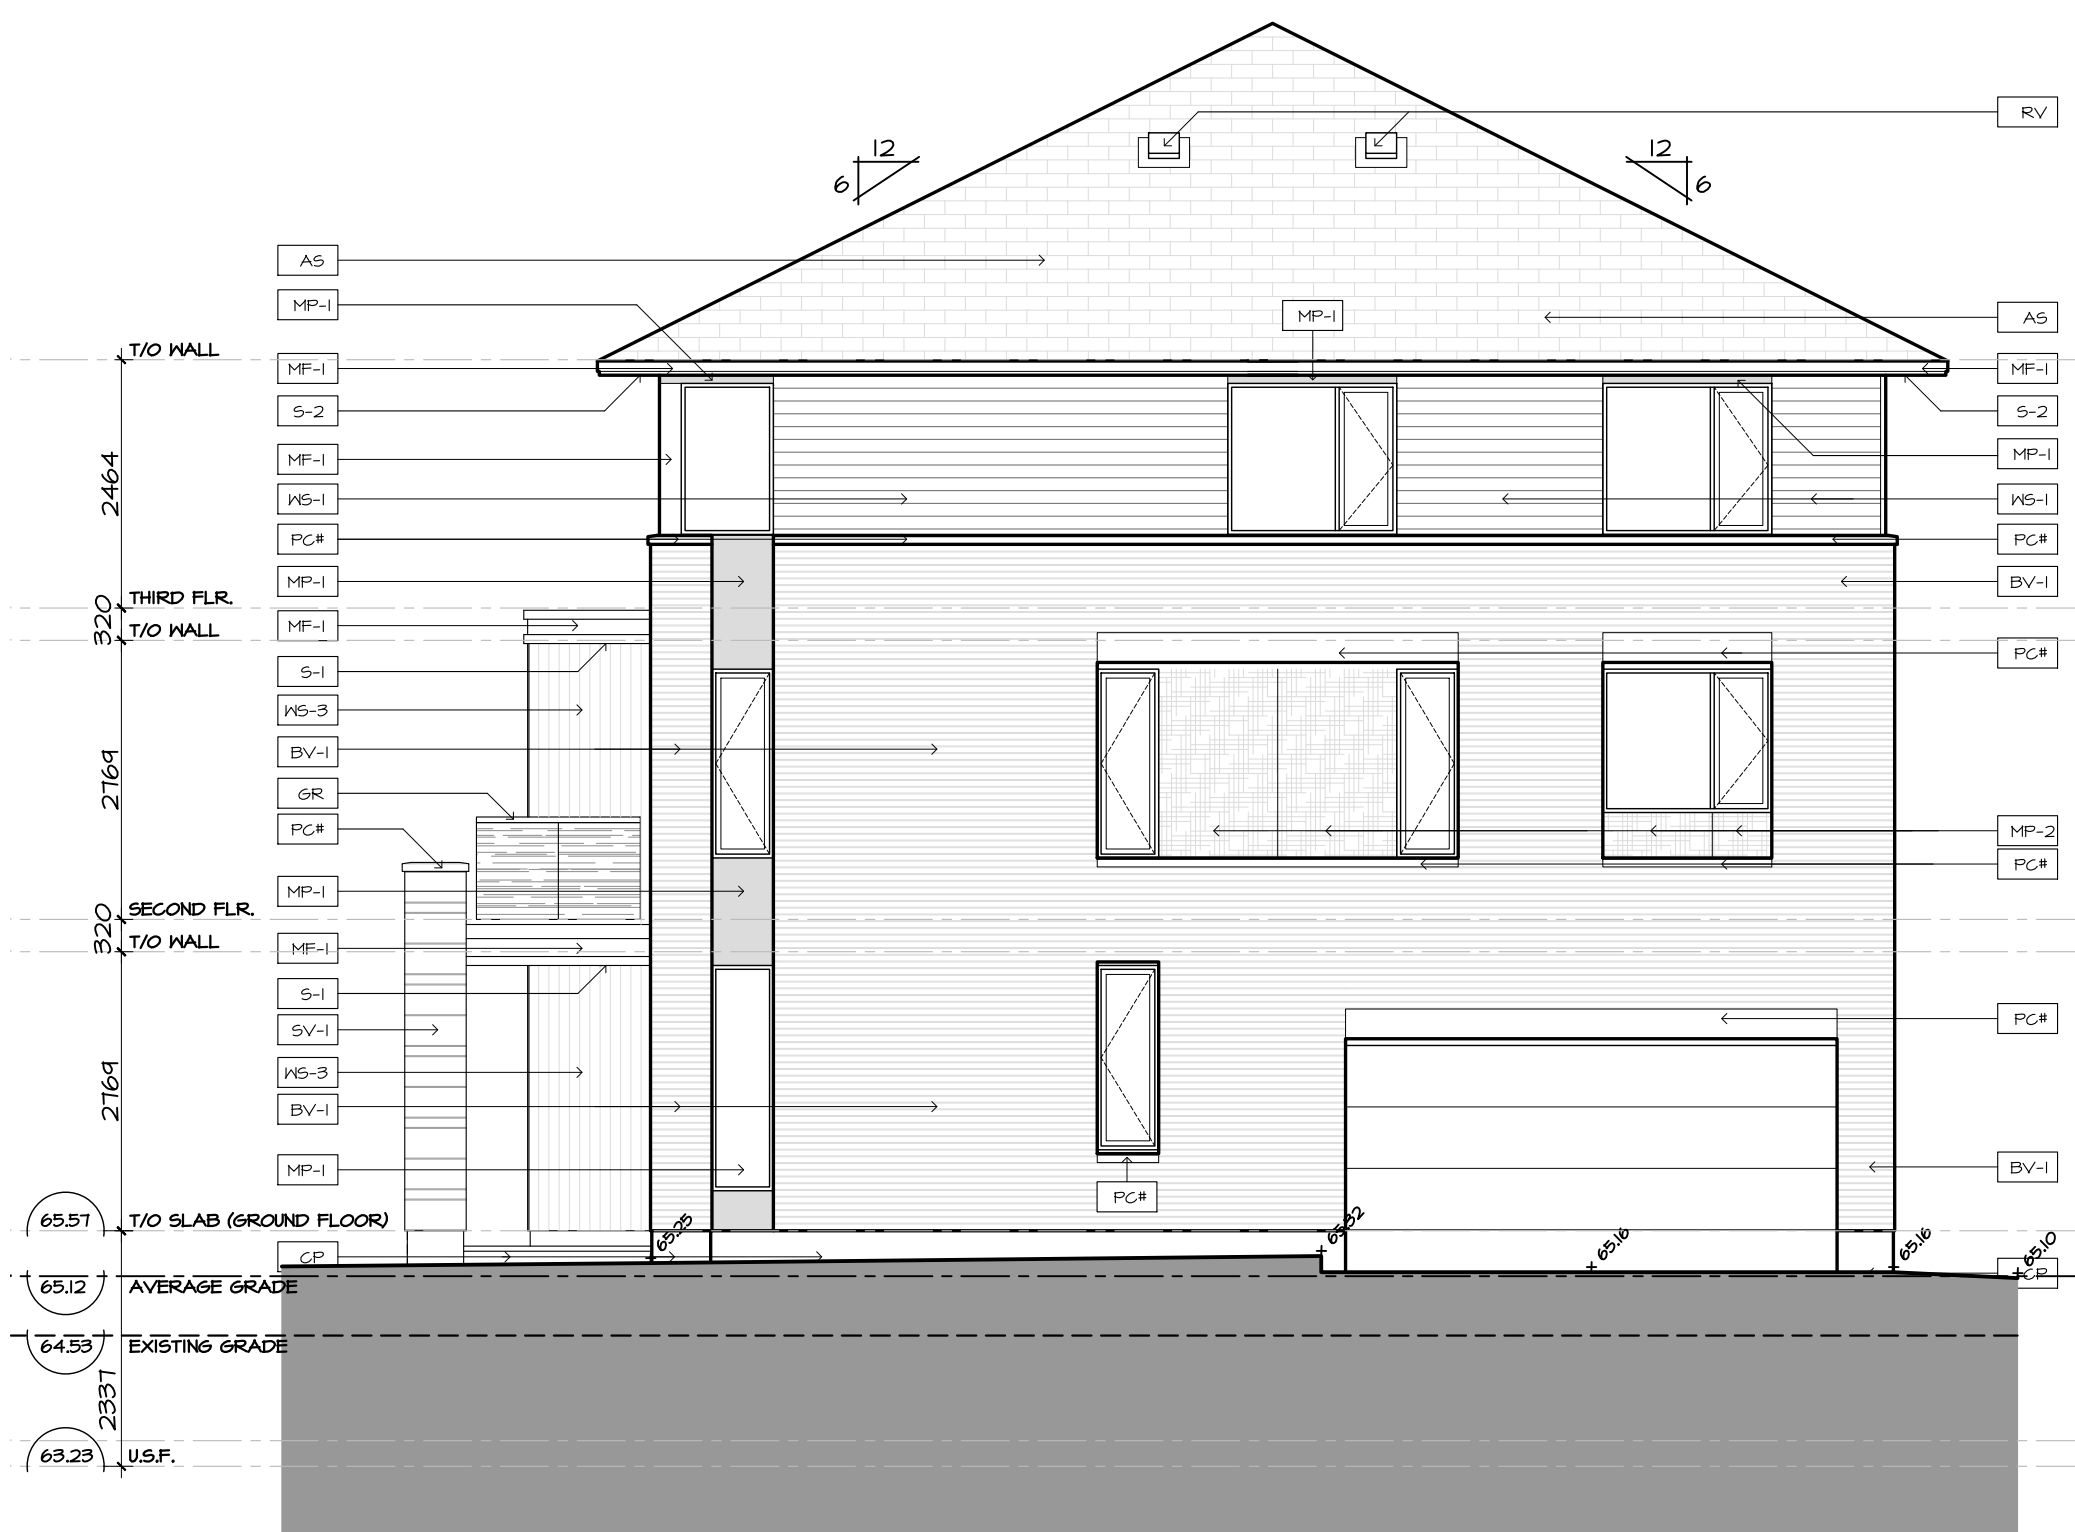 RV
12
12
6
6
AS
MP-1
MP-1
AS
T/O WALL
MF-1
MF-1
S-2
S-2
MF-1
MP-1
2464
WS-1
WS-1
PC#
PC#
MP-1
BV-1
THIRD FLR.
320
MF-1
T/O WALL
PC#
S-1
WS-3
BV-1
2769
GR
PC#
MP-2
PC#
MP-1
SECOND FLR.
320
T/O WALL
MF-1
S-1
SV-1
PC#
WS-3
2769
BV-1
MP-1
BV-1
PC#
65.57
T/O SLAB (GROUND FLOOR)
65.25
65.32
65.16
65.16
65.10
CP
CP
65.12
AVERAGE GRADE
64.53
EXISTING GRADE
2337
63.23
U.S.F.